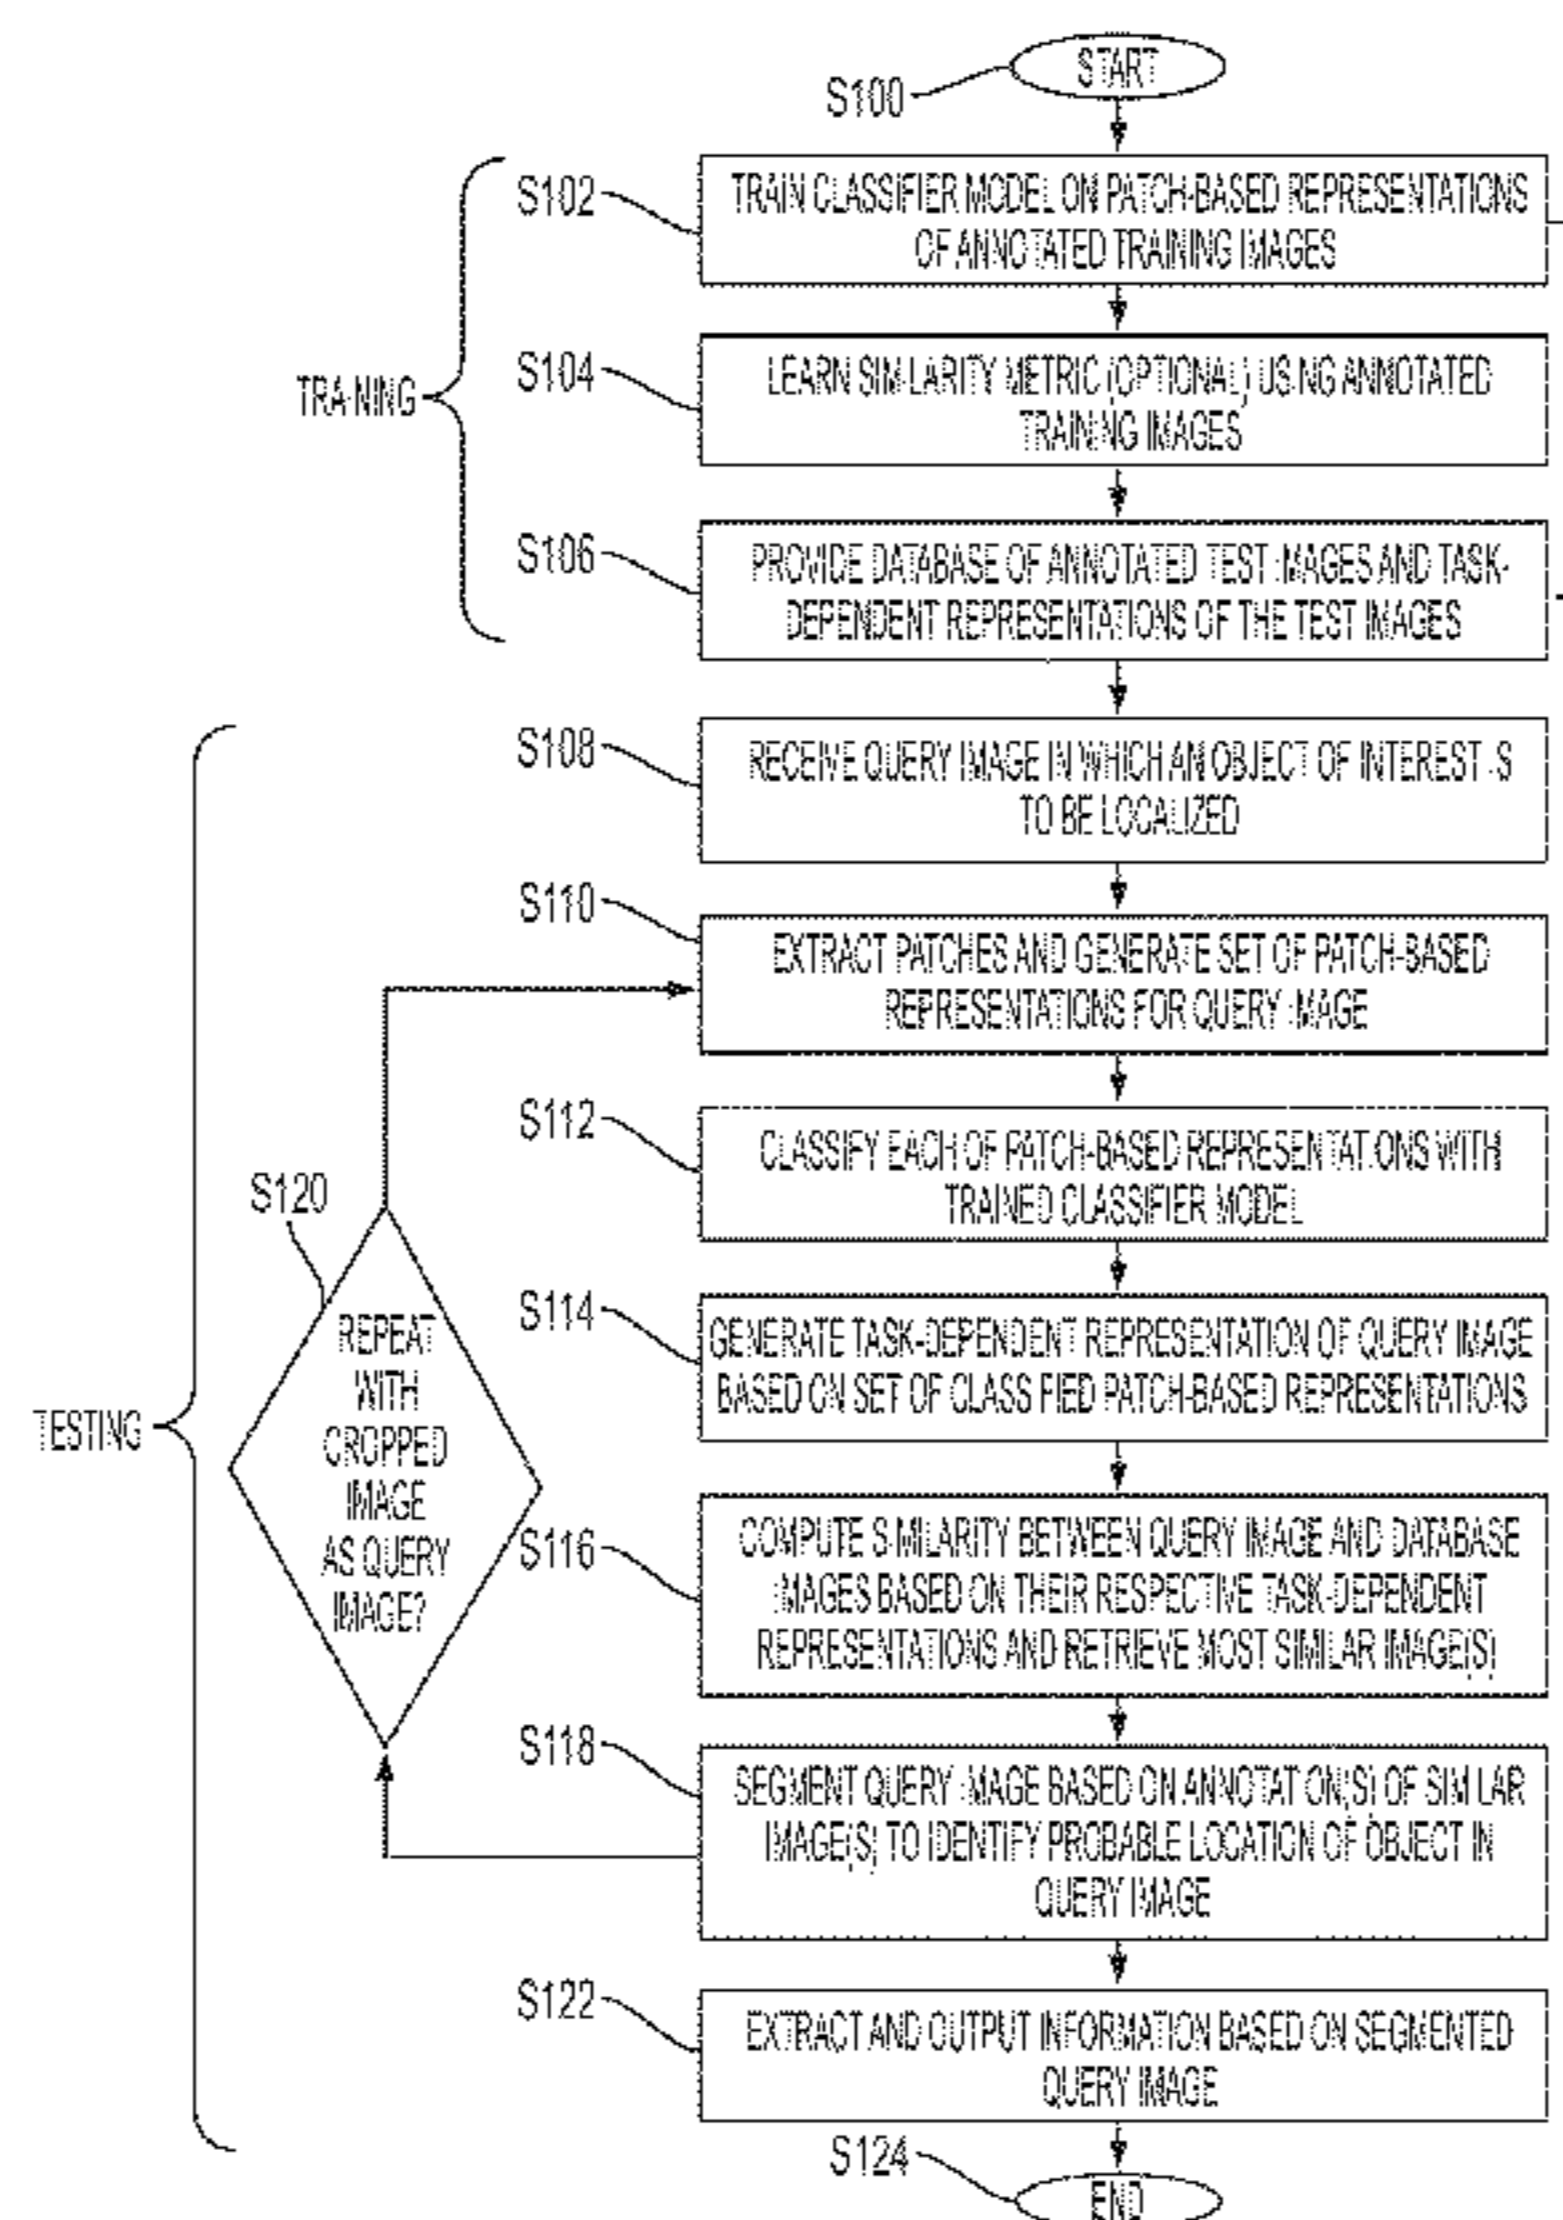 START
S100
S102
TRAIN CLASSIFIER MODEL ON PATCH-BASED REPRESENTATIONS
OF ANNOTATED TRAINING IMAGES
TRAINING
S104
LEARN SIMILARITY METRIC (OPTIONAL) USING ANNOTATED
TRAINING IMAGES
S106
PROVIDE DATABASE OF ANNOTATED TEST IMAGES AND TASK-
DEPENDENT REPRESENTATIONS OF THE TEST IMAGES
S108
RECEIVE QUERY IMAGE IN WHICH AN OBJECT OF INTEREST IS
TO BE LOCALIZED
S110
EXTRACT PATCHES AND GENERATE SET OF PATCH-BASED
REPRESENTATIONS FOR QUERY IMAGE
S112
CLASSIFY EACH OF PATCH-BASED REPRESENTATIONS WITH
TRAINED CLASSIFIER MODEL
S120
REPEAT
WITH
CROPPED
IMAGE
AS QUERY
IMAGE?
TESTING
S114
GENERATE TASK-DEPENDENT REPRESENTATION OF QUERY IMAGE
BASED ON SET OF CLASSIFIED PATCH-BASED REPRESENTATIONS
S116
COMPUTE SIMILARITY BETWEEN QUERY IMAGE AND DATABASE
IMAGES BASED ON THEIR RESPECTIVE TASK-DEPENDENT
REPRESENTATIONS AND RETRIEVE MOST SIMILAR IMAGE(S)
S118
SEGMENT QUERY IMAGE BASED ON ANNOTATION(S) OF SIMILAR
IMAGE(S) TO IDENTIFY PROBABLE LOCATION OF OBJECT IN
QUERY IMAGE
S122
EXTRACT AND OUTPUT INFORMATION BASED ON SEGMENTED
QUERY IMAGE
S124
END